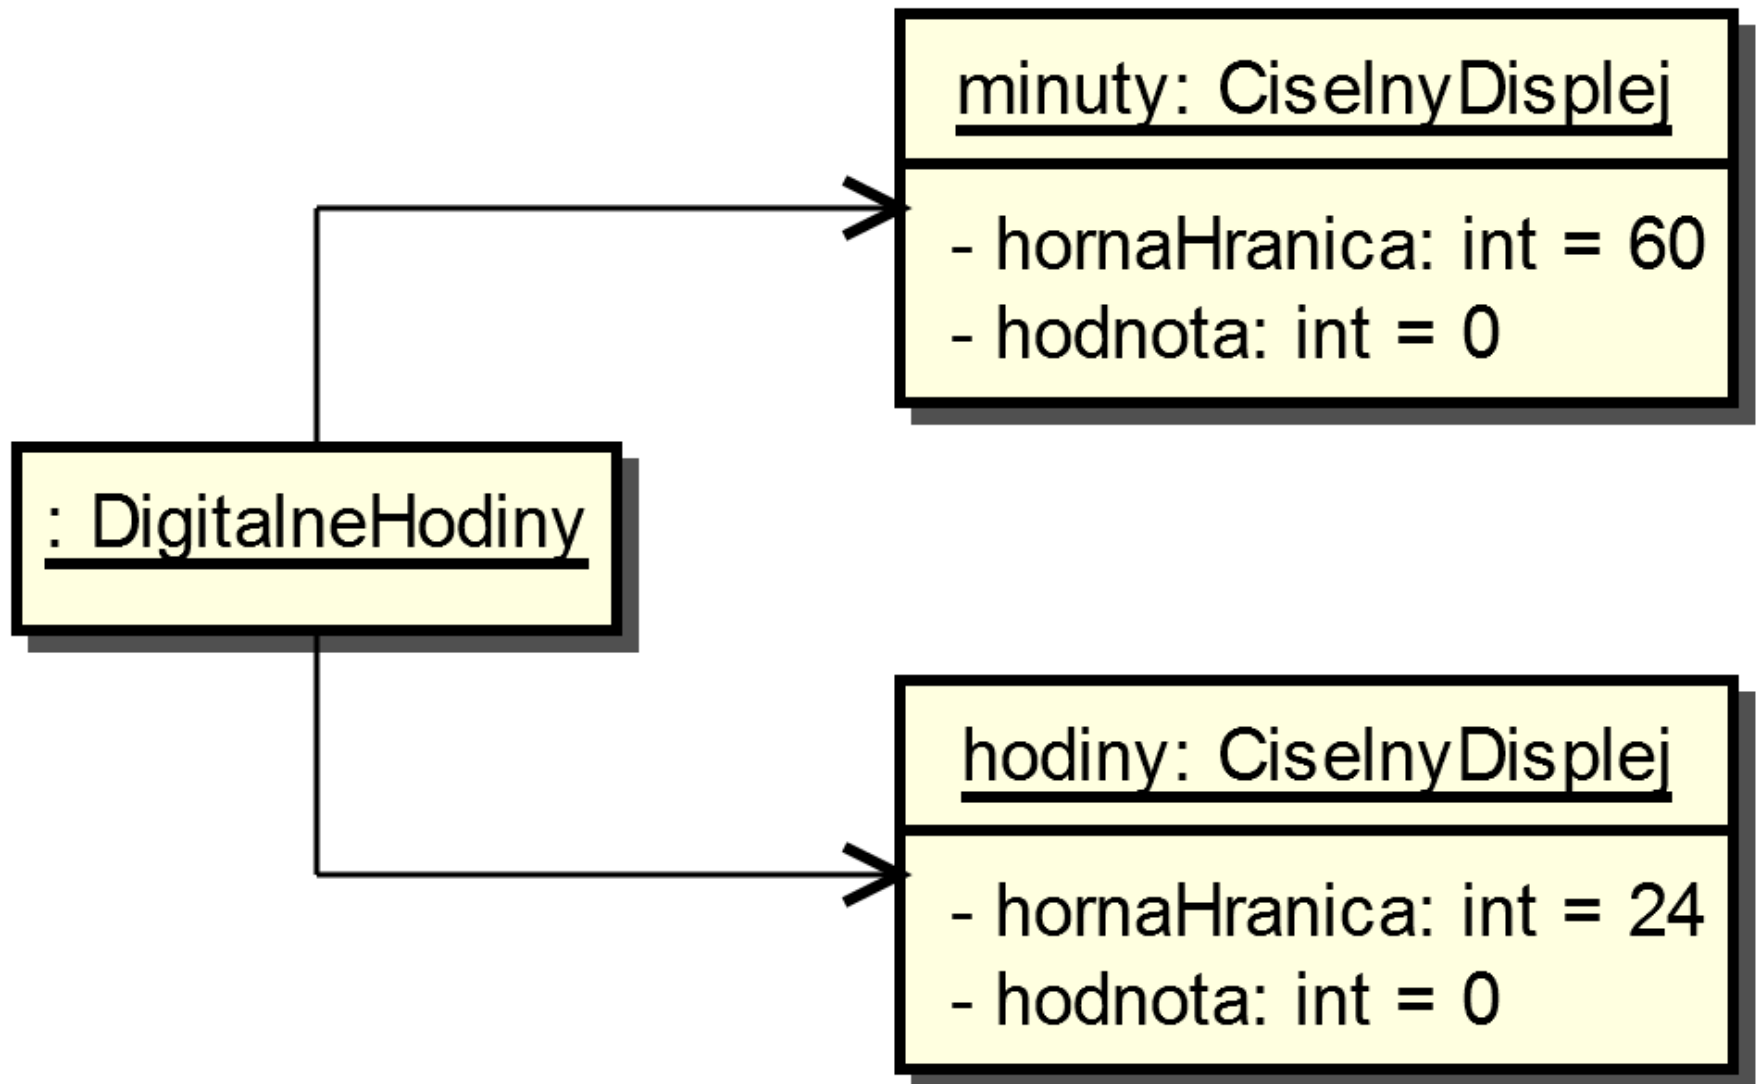 minuty: CiselnyDisplej
- hornaHranica: int = 60
- hodnota: int = 0
: DigitalneHodiny
hodiny: CiselnyDisplej
- hornaHranica: int = 24
- hodnota: int = 0